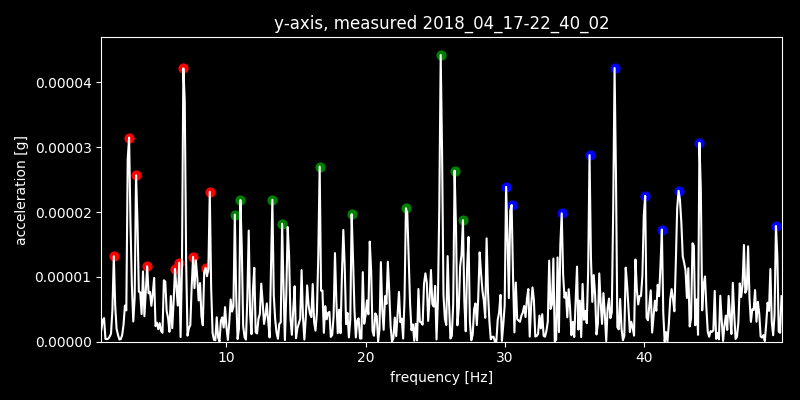 y-axis, measured 2018_04_17-22_40_02
0.00004
0.00003
0.00002
0.00001
0.00000
acceleration [g]
10 20 30 40
frequency [Hz]